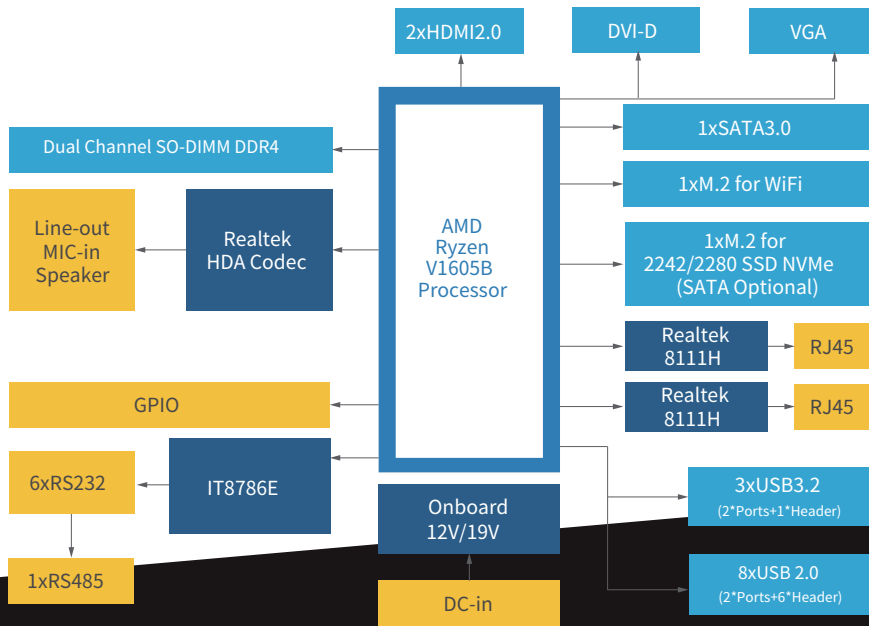 2xHDMI2.0
DVI-D
VGA
Dual Channel SO-DIMM DDR4
1xSATA3.0
1xM.2 for WiFi
Line-out
MIC-in
Speaker
Realtek
HDA Codec
AMD
Ryzen
V1605B
Processor
1xM.2 for
2242/2280 SSD NVMe
(SATA Optional)
Realtek
8111H
RJ45
GPIO
Realtek
8111H
RJ45
6xRS232
IT8786E
Onboard
12V/19V
3xUSB3.2
(2*Ports+1*Header)
1xRS485
DC-in
8xUSB 2.0
(2*Ports+6*Header)